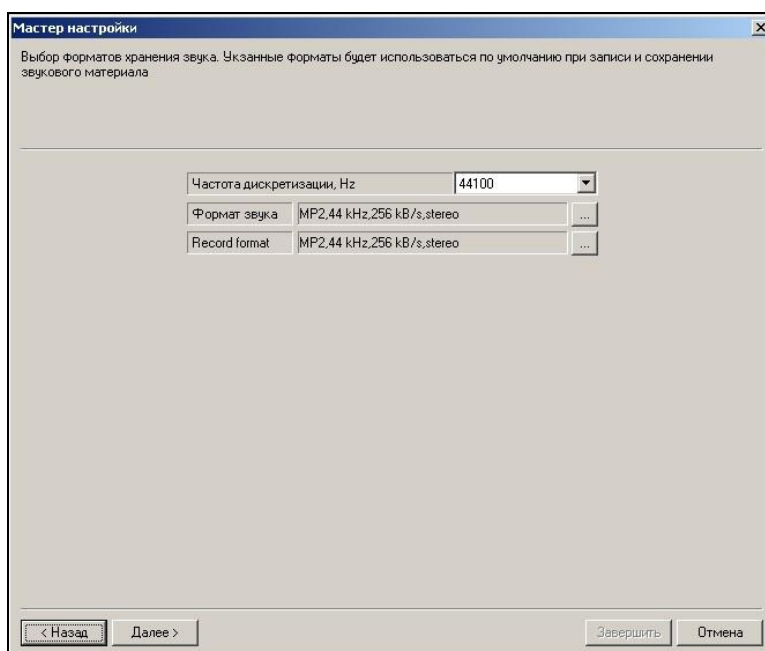 Мастер настройки
Выбор форматов хранения звука. Укзанные форматы будет использоваться по умолчанию при записи и сохранении
звукового материала
Частота дискретизации, Hz 44100
Формат звука MP2,44 kHz,256 kB/s,stereo ...
Record format MP2,44 kHz,256 kB/s,stereo ...
< Назад Далее > Завершить Отмена